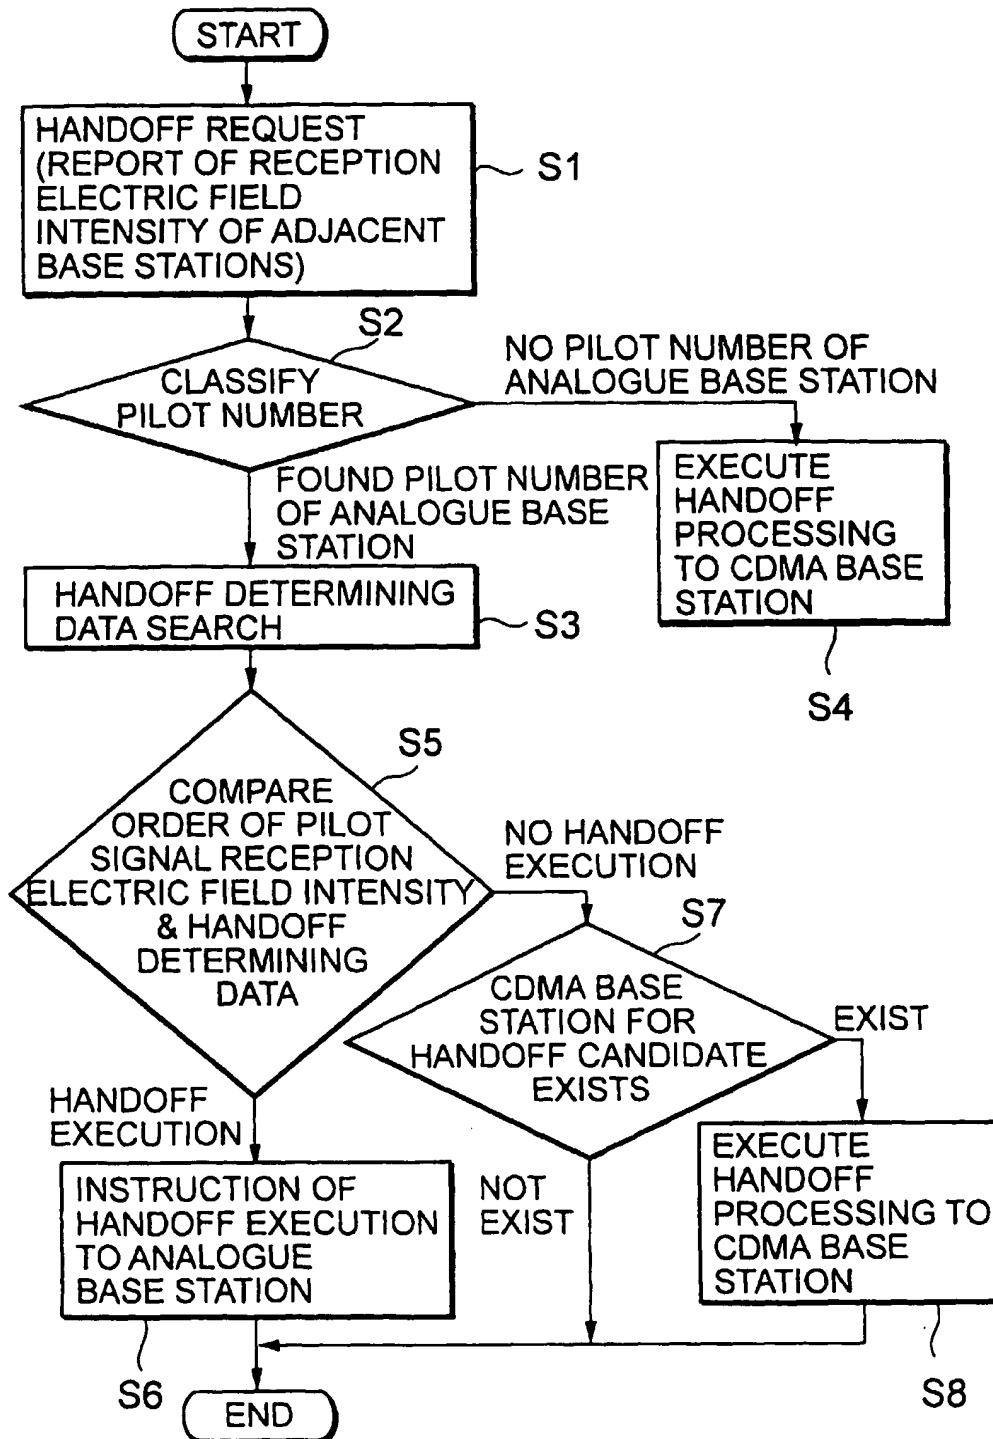 START
HANDOFF REQUEST
(REPORT OF RECEPTION
ELECTRIC FIELD
INTENSITY OF ADJACENT
BASE STATIONS)
S1
S2
CLASSIFY
PILOT NUMBER
NO PILOT NUMBER OF
ANALOGUE BASE STATION
FOUND PILOT NUMBER
OF ANALOGUE BASE
STATION
EXECUTE
HANDOFF
PROCESSING
TO CDMA BASE
STATION
S4
HANDOFF DETERMINING
DATA SEARCH
S3
S5
COMPARE
ORDER OF PILOT
SIGNAL RECEPTION
ELECTRIC FIELD INTENSITY
& HANDOFF
DETERMINING
DATA
NO HANDOFF
EXECUTION
S7
CDMA BASE
STATION FOR
HANDOFF CANDIDATE
EXISTS
EXIST
HANDOFF
EXECUTION
INSTRUCTION OF
HANDOFF EXECUTION
TO ANALOGUE
BASE STATION
S6
NOT
EXIST
EXECUTE
HANDOFF
PROCESSING TO
CDMA BASE
STATION
S8
END